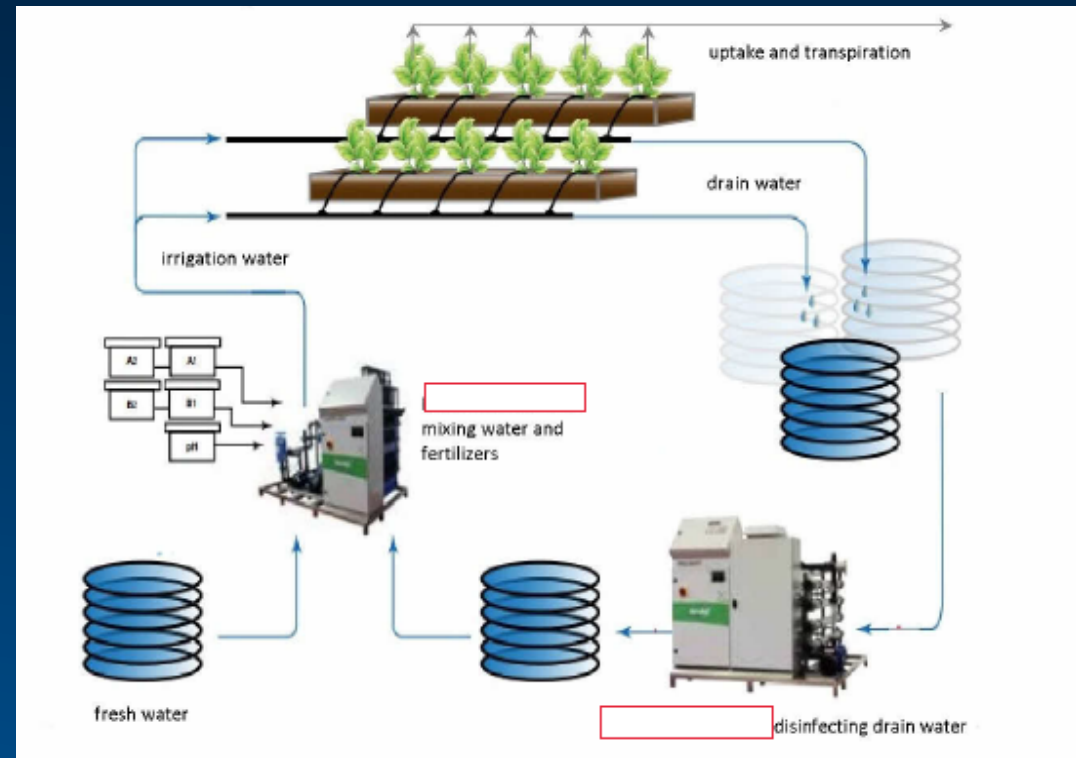 uptake and transpiration
drain water
irrigation water
A2
A1
B2
B1
pH
mixing water and
fertilizers
fresh water
disinfecting drain water